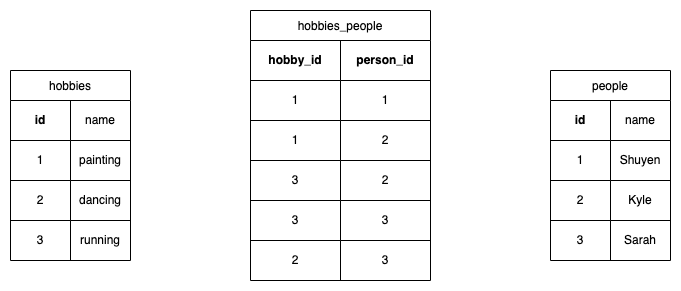 hobbies
id name
1 painting
2 dancing
3 running
hobbies_people
hobby_id person_id
1 1
1 2
3 2
3 3
2 3
people
id name
1 Shuyen
2 Kyle
3 Sarah